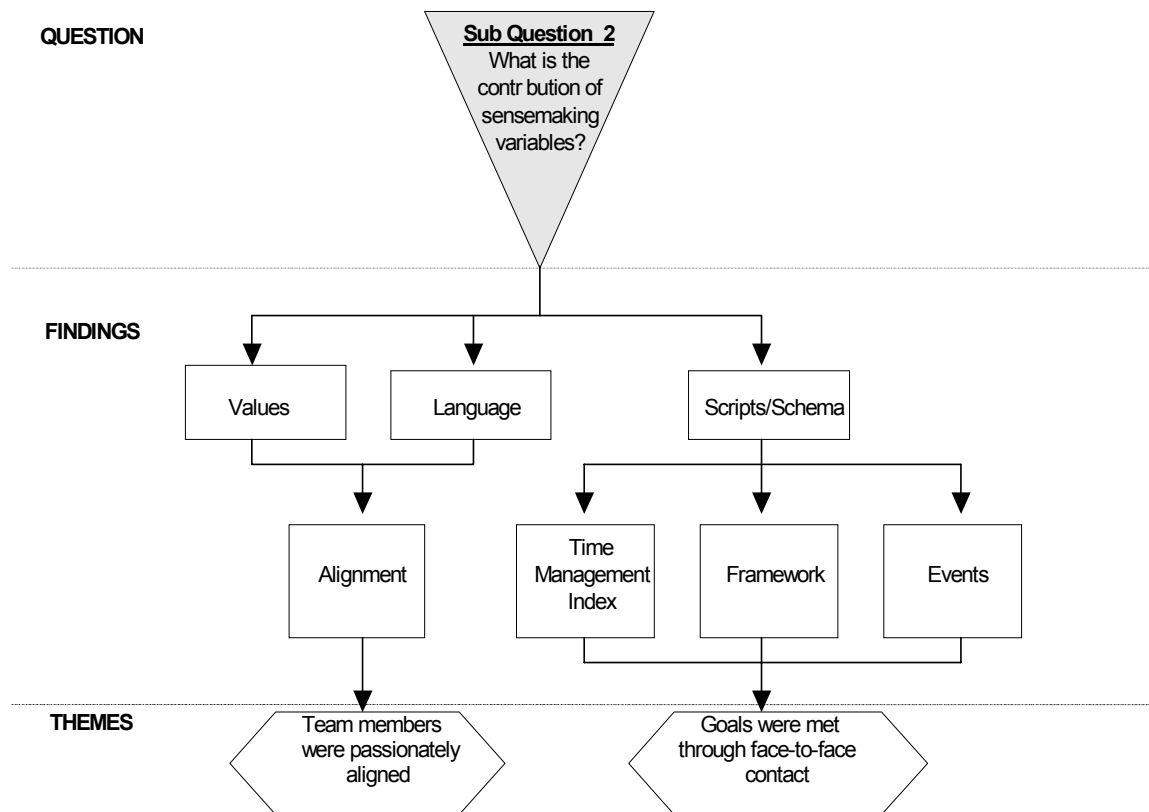 QUESTION
Sub Question 2
What is the
contr bution of
sensemaking
variables?
FINDINGS
Values
Language
Scripts/Schema
Alignment
Time
Management
Index
Framework
Events
THEMES
Team members
were passionately
aligned
Goals were met
through face-to-face
contact